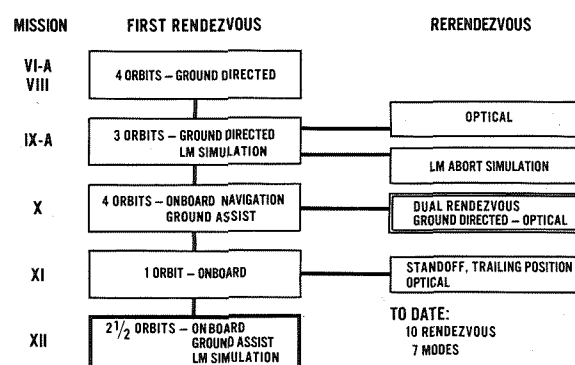 MISSION FIRST RENDEZVOUS RERENDEZVOUS
VI-A
VIII
4 ORBITS – GROUND DIRECTED
IX-A
3 ORBITS – GROUND DIRECTED
LM SIMULATION
OPTICAL
LM ABORT SIMULATION
X
4 ORBITS – ONBOARD NAVIGATION
GROUND ASSIST
DUAL RENDEZVOUS
GROUND DIRECTED – OPTICAL
XI
1 ORBIT – ONBOARD
STANDOFF, TRAILING POSITION
OPTICAL
XII
2 1/2 ORBITS – ONBOARD
GROUND ASSIST
LM SIMULATION
TO DATE:
10 RENDEZVOUS
7 MODES